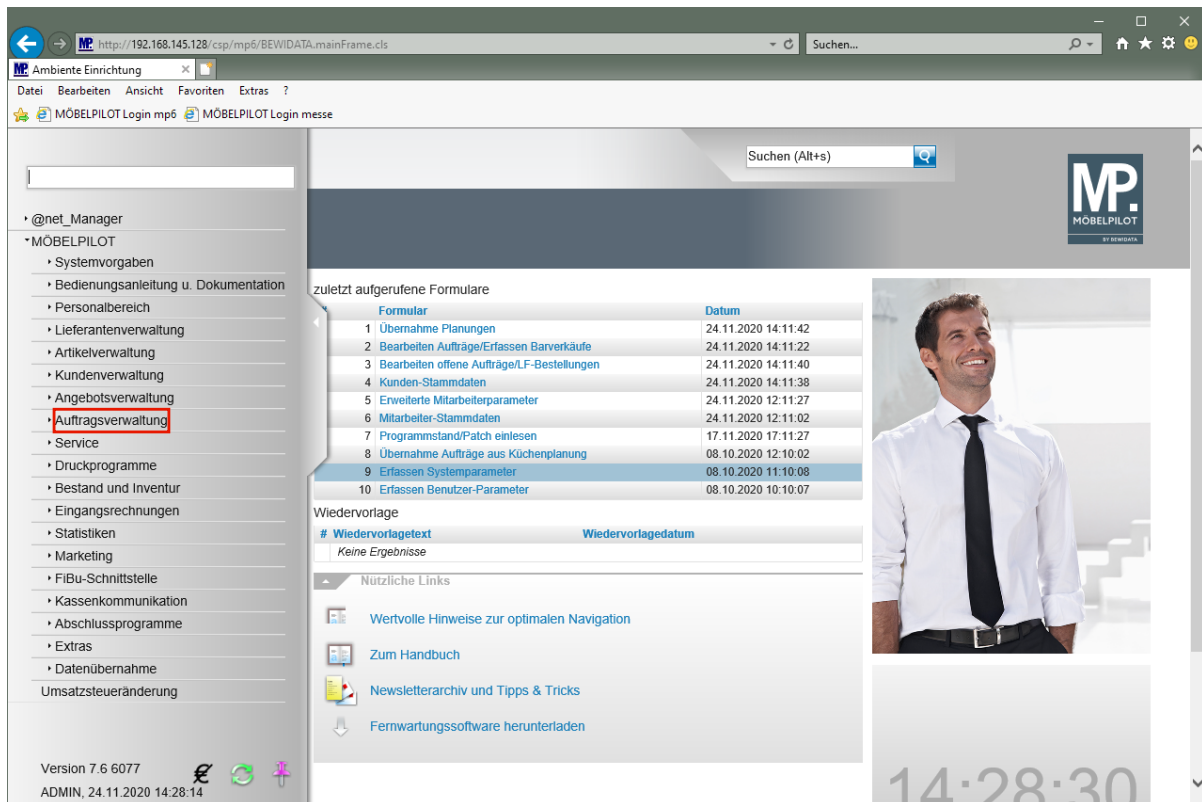 http://192.168.145.128/csp/mp6/BEWIDATA.mainFrame.cls
Suchen...
MP. Ambiente Einrichtung
Datei Bearbeiten Ansicht Favoriten Extras ?
MÖBELPILOT Login mp6 MÖBELPILOT Login messe
Suchen (Alt+s)
MP.
MÖBELPILOT
BY BEWIDATA
@net_Manager
MÖBELPILOT
Systemvorgaben
Bedienungsanleitung u. Dokumentation
Personalbereich
Lieferantenverwaltung
Artikelverwaltung
Kundenverwaltung
Angebotsverwaltung
Auftragsverwaltung
Service
Druckprogramme
Bestand und Inventur
Eingangsrechnungen
Statistiken
Marketing
FiBu-Schnittstelle
Kassenkommunikation
Abschlussprogramme
Extras
Datenübernahme
Umsatzsteueränderung
Version 7.6 6077
ADMIN, 24.11.2020 14:28:14
zuletzt aufgerufene Formulare
Formular Datum
1 Übernahme Planungen 24.11.2020 14:11:42
2 Bearbeiten Aufträge/Erfassen Barverkäufe 24.11.2020 14:11:22
3 Bearbeiten offene Aufträge/LF-Bestellungen 24.11.2020 14:11:40
4 Kunden-Stammdaten 24.11.2020 14:11:38
5 Erweiterte Mitarbeiterparameter 24.11.2020 12:11:27
6 Mitarbeiter-Stammdaten 24.11.2020 12:11:02
7 Programmstand/Patch einlesen 17.11.2020 17:11:27
8 Übernahme Aufträge aus Küchenplanung 08.10.2020 12:10:02
9 Erfassen Systemparameter 08.10.2020 11:10:08
10 Erfassen Benutzer-Parameter 08.10.2020 10:10:07
Wiedervorlage
# Wiedervorlagetext Wiedervorlagedatum
Keine Ergebnisse
Nützliche Links
Wertvolle Hinweise zur optimalen Navigation
Zum Handbuch
Newsletterarchiv und Tipps & Tricks
Fernwartungssoftware herunterladen
14:28:30